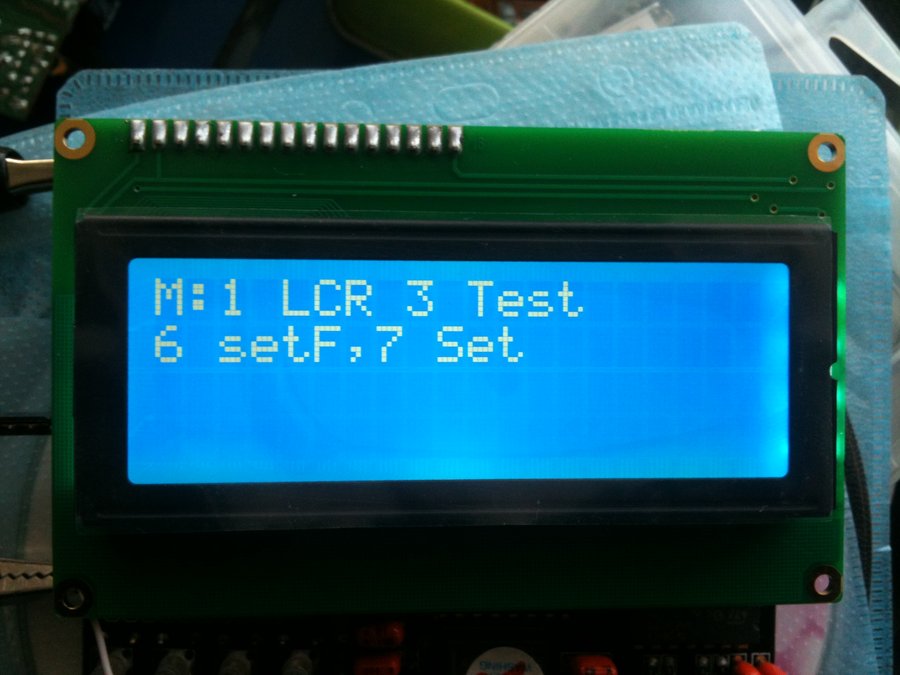 M:1 LCR 3 Test
6 setF,7 Set